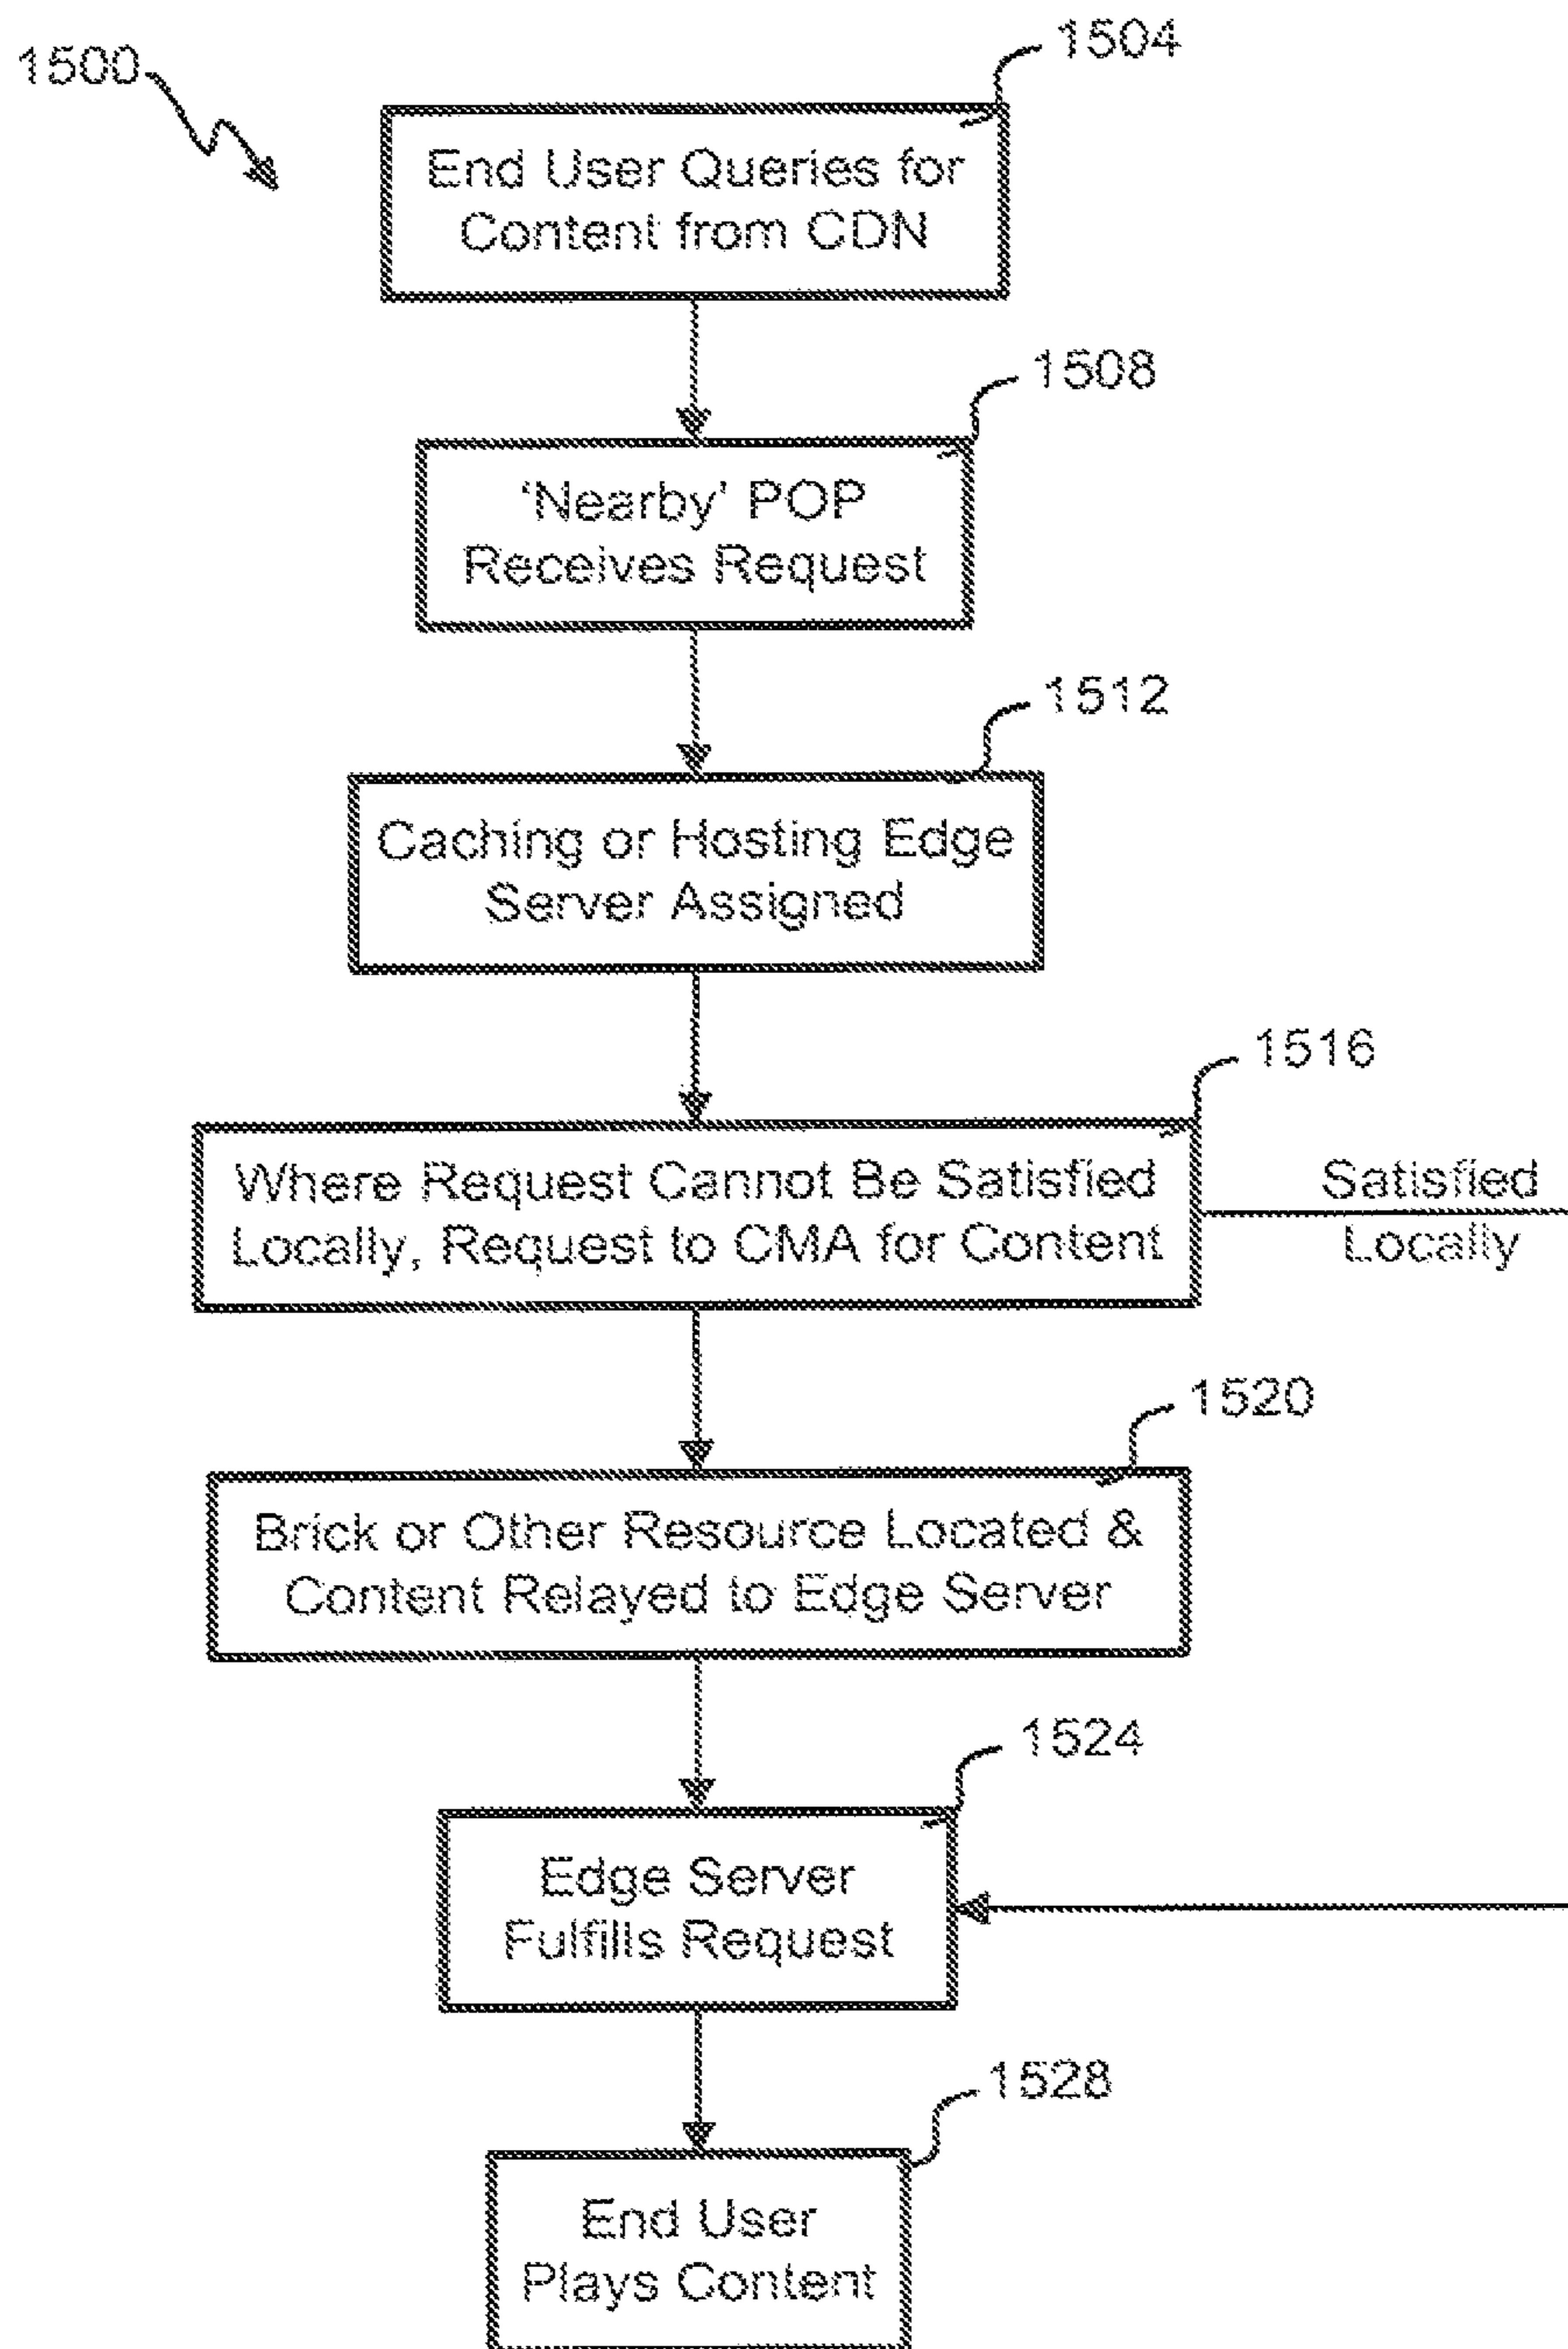 1500
1504
End User Queries for
Content from CDN
1508
‘Nearby’ POP
Receives Request
1512
Caching or Hosting Edge
Server Assigned
1516
Where Request Cannot Be Satisfied
Locally, Request to CMA for Content
Satisfied
Locally
1520
Brick or Other Resource Located &
Content Relayed to Edge Server
1524
Edge Server
Fulfills Request
1528
End User
Plays Content